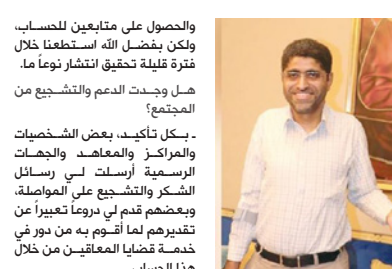 والحصول على متابعين للحساب،
ولكن بفضل الله استطعنا خلال
فترة قليلة تحقيق انتشار نوعاً ما.
هل وجدت الدعم والتشجيع من
المجتمع؟
ـ بكل تأكيد، بعض الشخصيات
والمراكز والمعاهد والجهات
الرسمية أرسلت لي رسائل
الشكر والتشجيع على المواصلة،
وبعضهم قدم لي دروعاً تعبيراً عن
تقديرهم لما أقوم به من دور في
خدمة قضايا المعاقين من خلال
هذا الحساب.